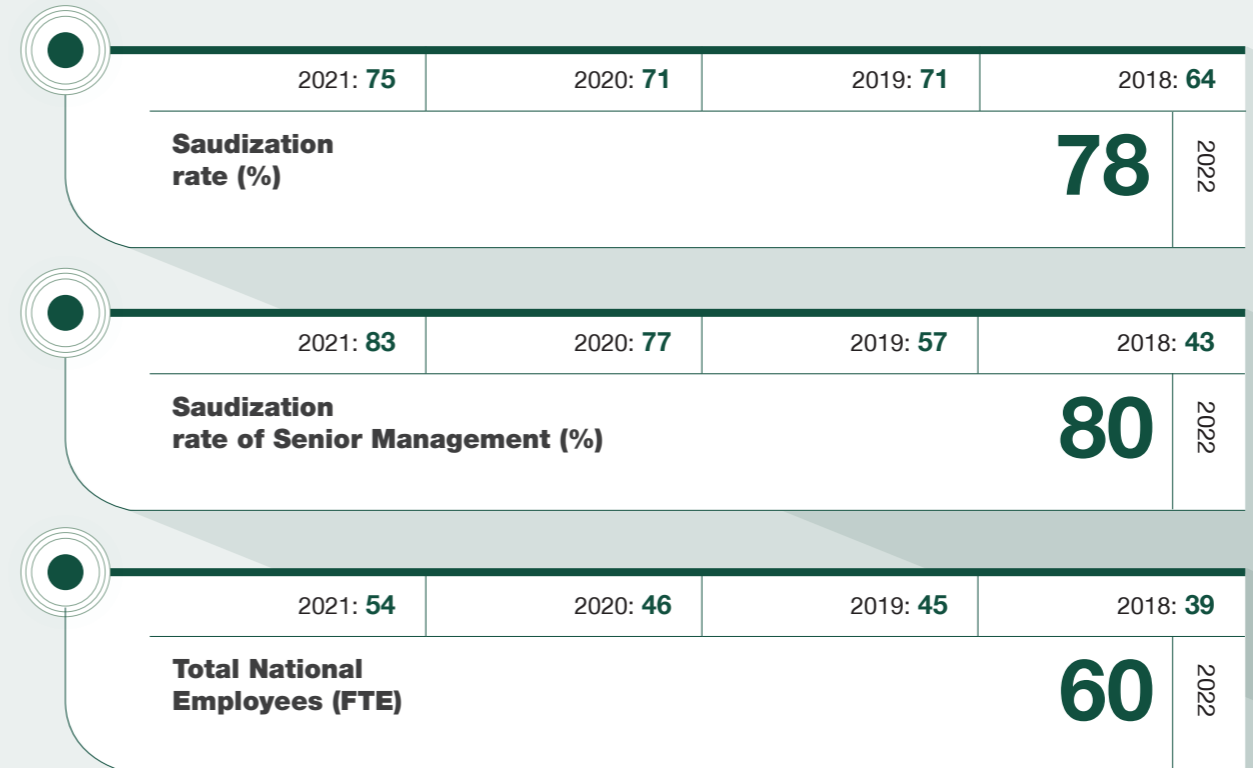 2021: 75 2020: 71 2019: 71 2018: 64
Saudization
rate (%)
78
2022
2021: 83 2020: 77 2019: 57 2018: 43
Saudization
rate of Senior Management (%)
80
2022
2021: 54 2020: 46 2019: 45 2018: 39
Total National
Employees (FTE)
60
2022